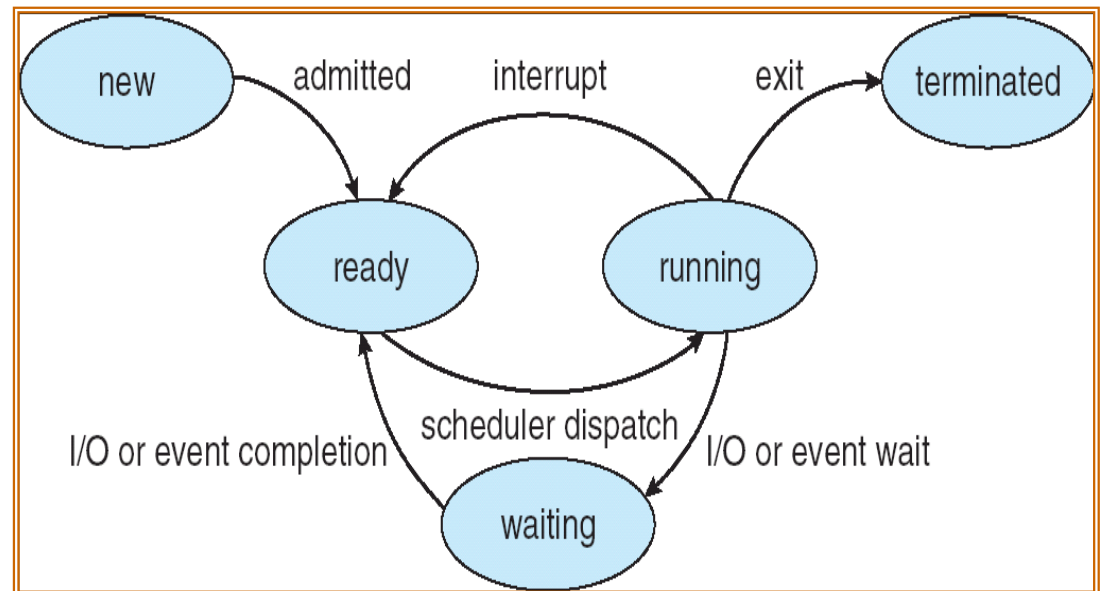 new
admitted
interrupt
exit
terminated
ready
running
scheduler dispatch
I/O or event completion
I/O or event wait
waiting